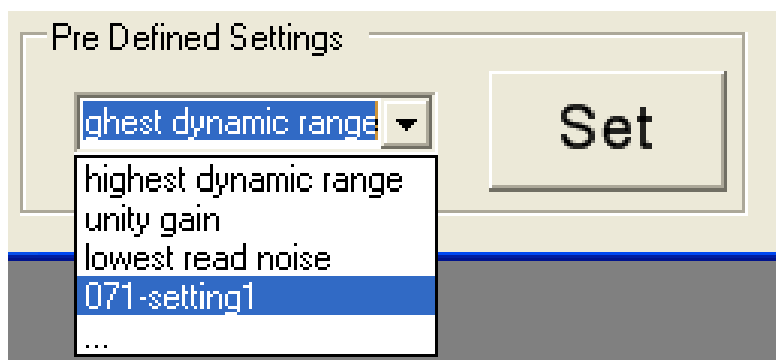 Pre Defined Settings
ghest dynamic range
Set
highest dynamic range
unity gain
lowest read noise
071-setting1
...